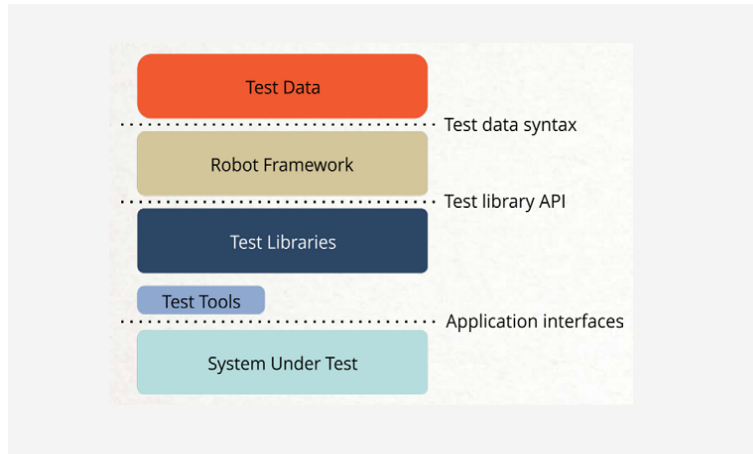 Test Data
Test data syntax
Robot Framework
Test library API
Test Libraries
Test Tools
Application interfaces
System Under Test